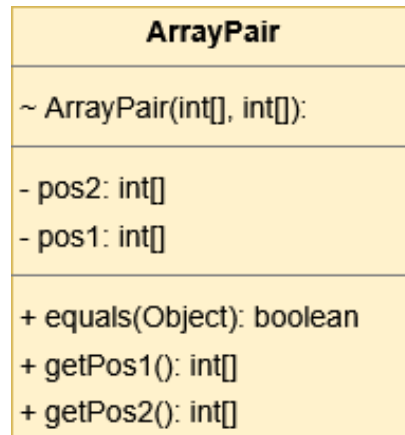 ArrayPair
~ ArrayPair(int[], int[]):
- pos2: int[]
- pos1: int[]
+ equals(Object): boolean
+ getPos1(): int[]
+ getPos2(): int[]